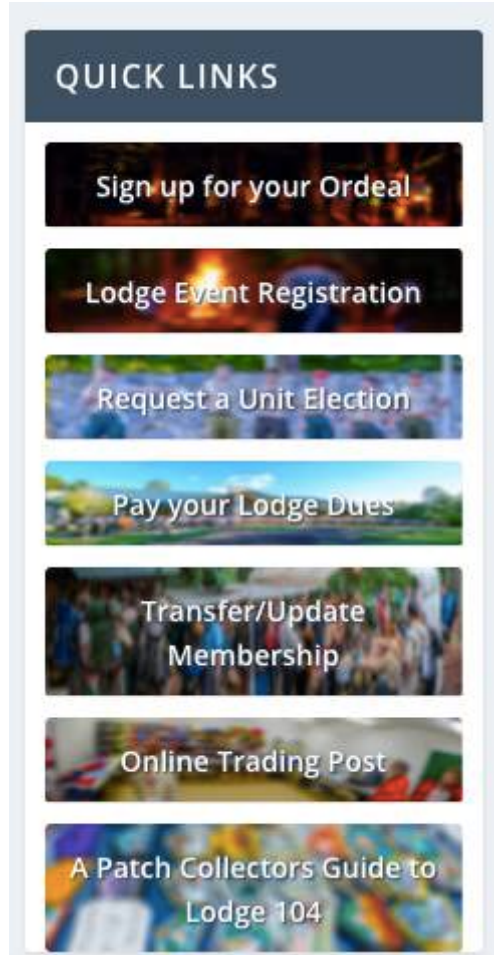 QUICK LINKS
Sign up for your Ordeal
Lodge Event Registration
Request a Unit Election
Pay your Lodge Dues
Transfer/Update
Membership
Online Trading Post
A Patch Collectors Guide to
Lodge 104